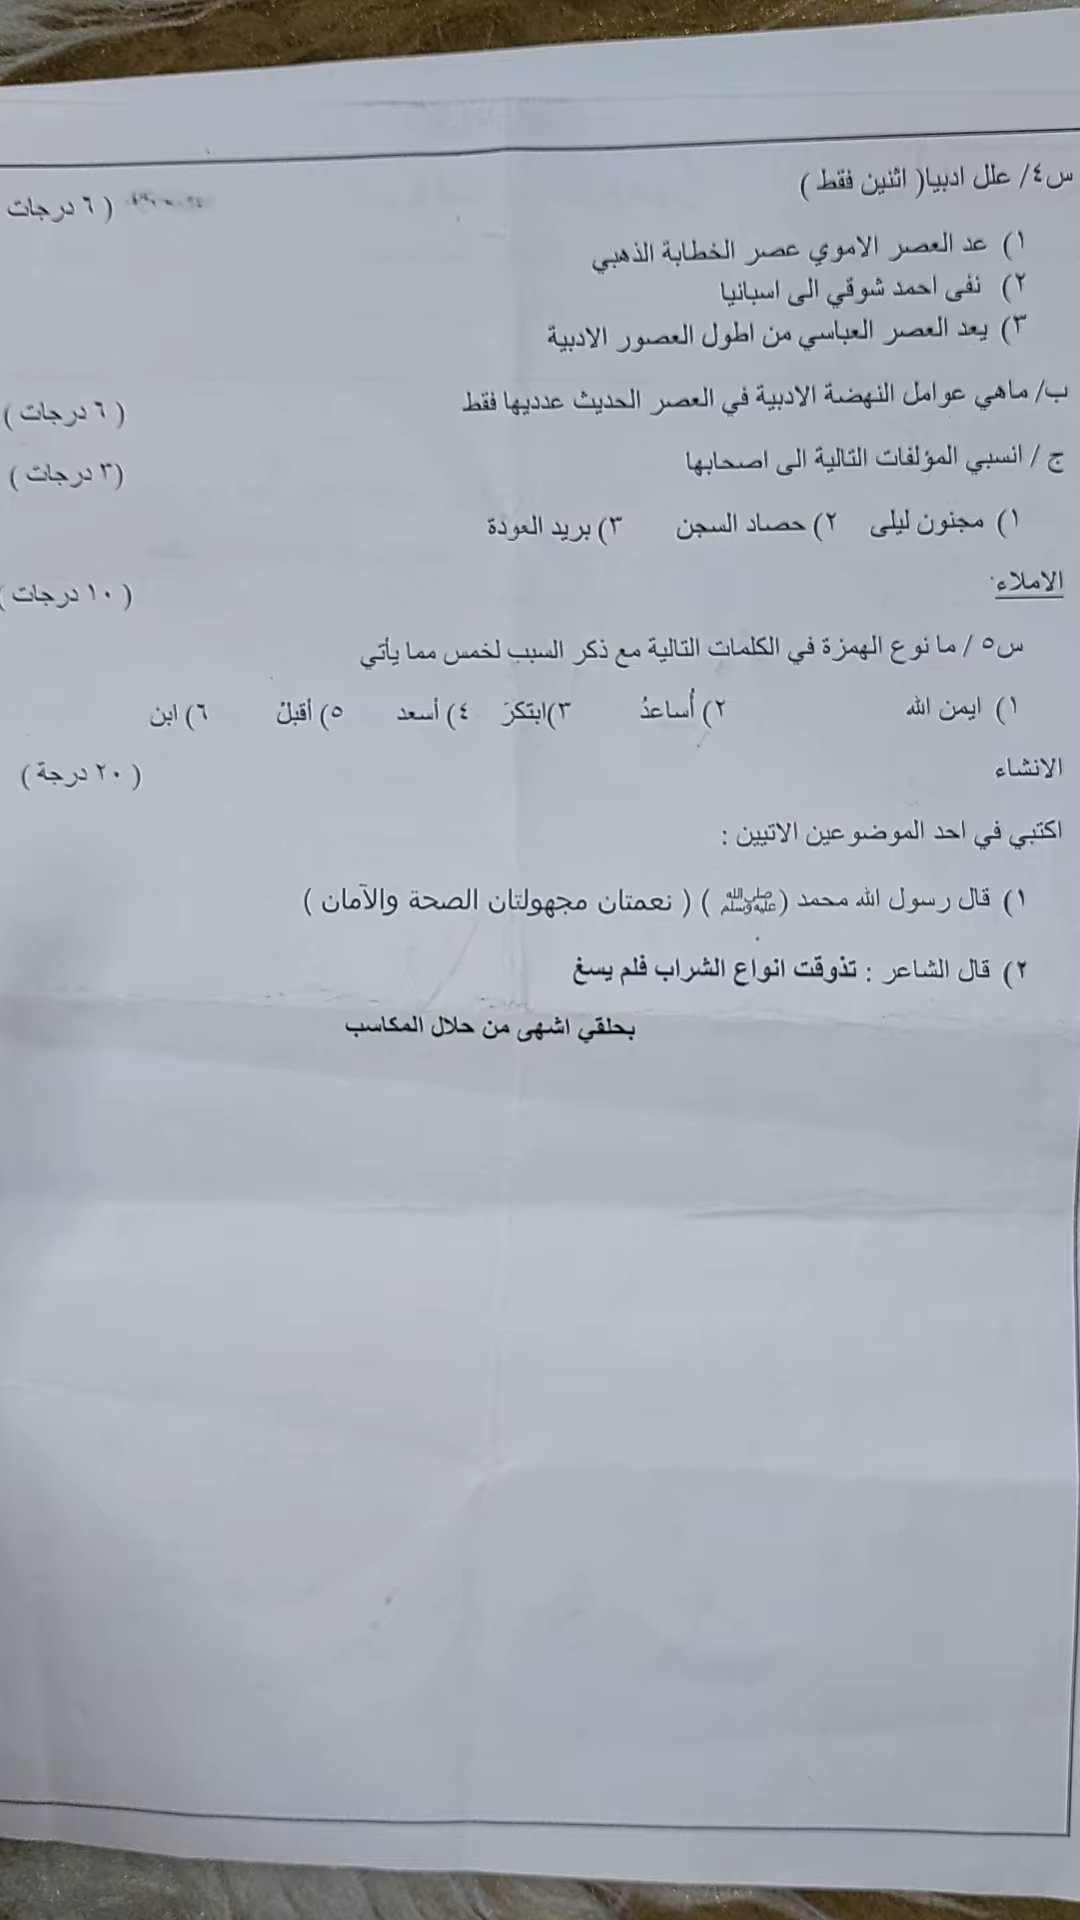 س٤/ علل ادبيا( اثنين فقط ) ( ٦ درجات
١) عد العصر الاموي عصر الخطابة الذهبي
٢) نفى احمد شوقي الى اسبانيا
٣) يعد العصر العباسي من اطول العصور الادبية
ب/ ماهي عوامل النهضة الادبية في العصر الحديث عدديها فقط ( ٦ درجات )
ج / انسبي المؤلفات التالية الى اصحابها (٣ درجات )
١) مجنون ليلى ٢) حصاد السجن ٣) بريد العودة
الاملاء ( ١٠ درجات )
س٥ / ما نوع الهمزة في الكلمات التالية مع ذكر السبب لخمس مما يأتي
١) ايمن الله ٢) أُساعدُ ٣)ابتكرَ ٤) أسعد ٥) أقبلْ ٦) ابن
الانشاء ( ٢٠ درجة )
اكتبي في احد الموضوعين الاتيين :
١) قال رسول الله محمد (ﷺ ) ( نعمتان مجهولتان الصحة والآمان )
٢) قال الشاعر : تذوقت انواع الشراب فلم يسغ
بحلقي اشهى من حلال المكاسب